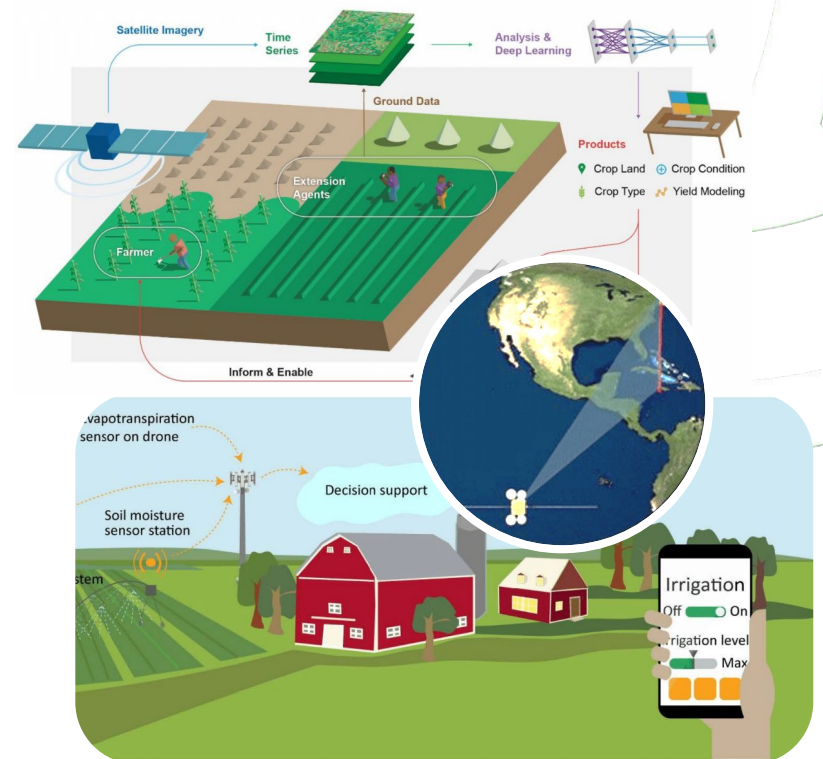 Satellite Imagery
Time
Series
Analysis &
Deep Learning
Ground Data
Products
Crop Land
Crop Condition
Crop Type
Yield Modeling
Extension
Agents
Farmer
Inform & Enable
vapotranspiration
sensor on drone
Decision support
Soil moisture
sensor station
stem
Irrigation
Off
On
rrigation level
Max